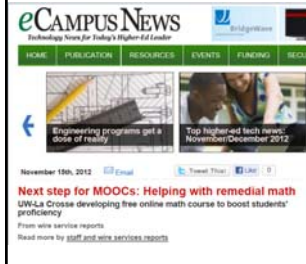 eCAMPUS NEWS
Technology News for Today's Higher-Ed Leader
BridgeWave
HOME PUBLICATION RESOURCES EVENTS FUNDING SECU
Engineering programs get a
dose of reality
Top higher-ed tech news:
November/December 2012
November 15th, 2012 Email Tweet This! Like 0
Next step for MOOCs: Helping with remedial math
UW-La Crosse developing free online math course to boost students'
proficiency
From wire service reports
Read more by staff and wire services reports